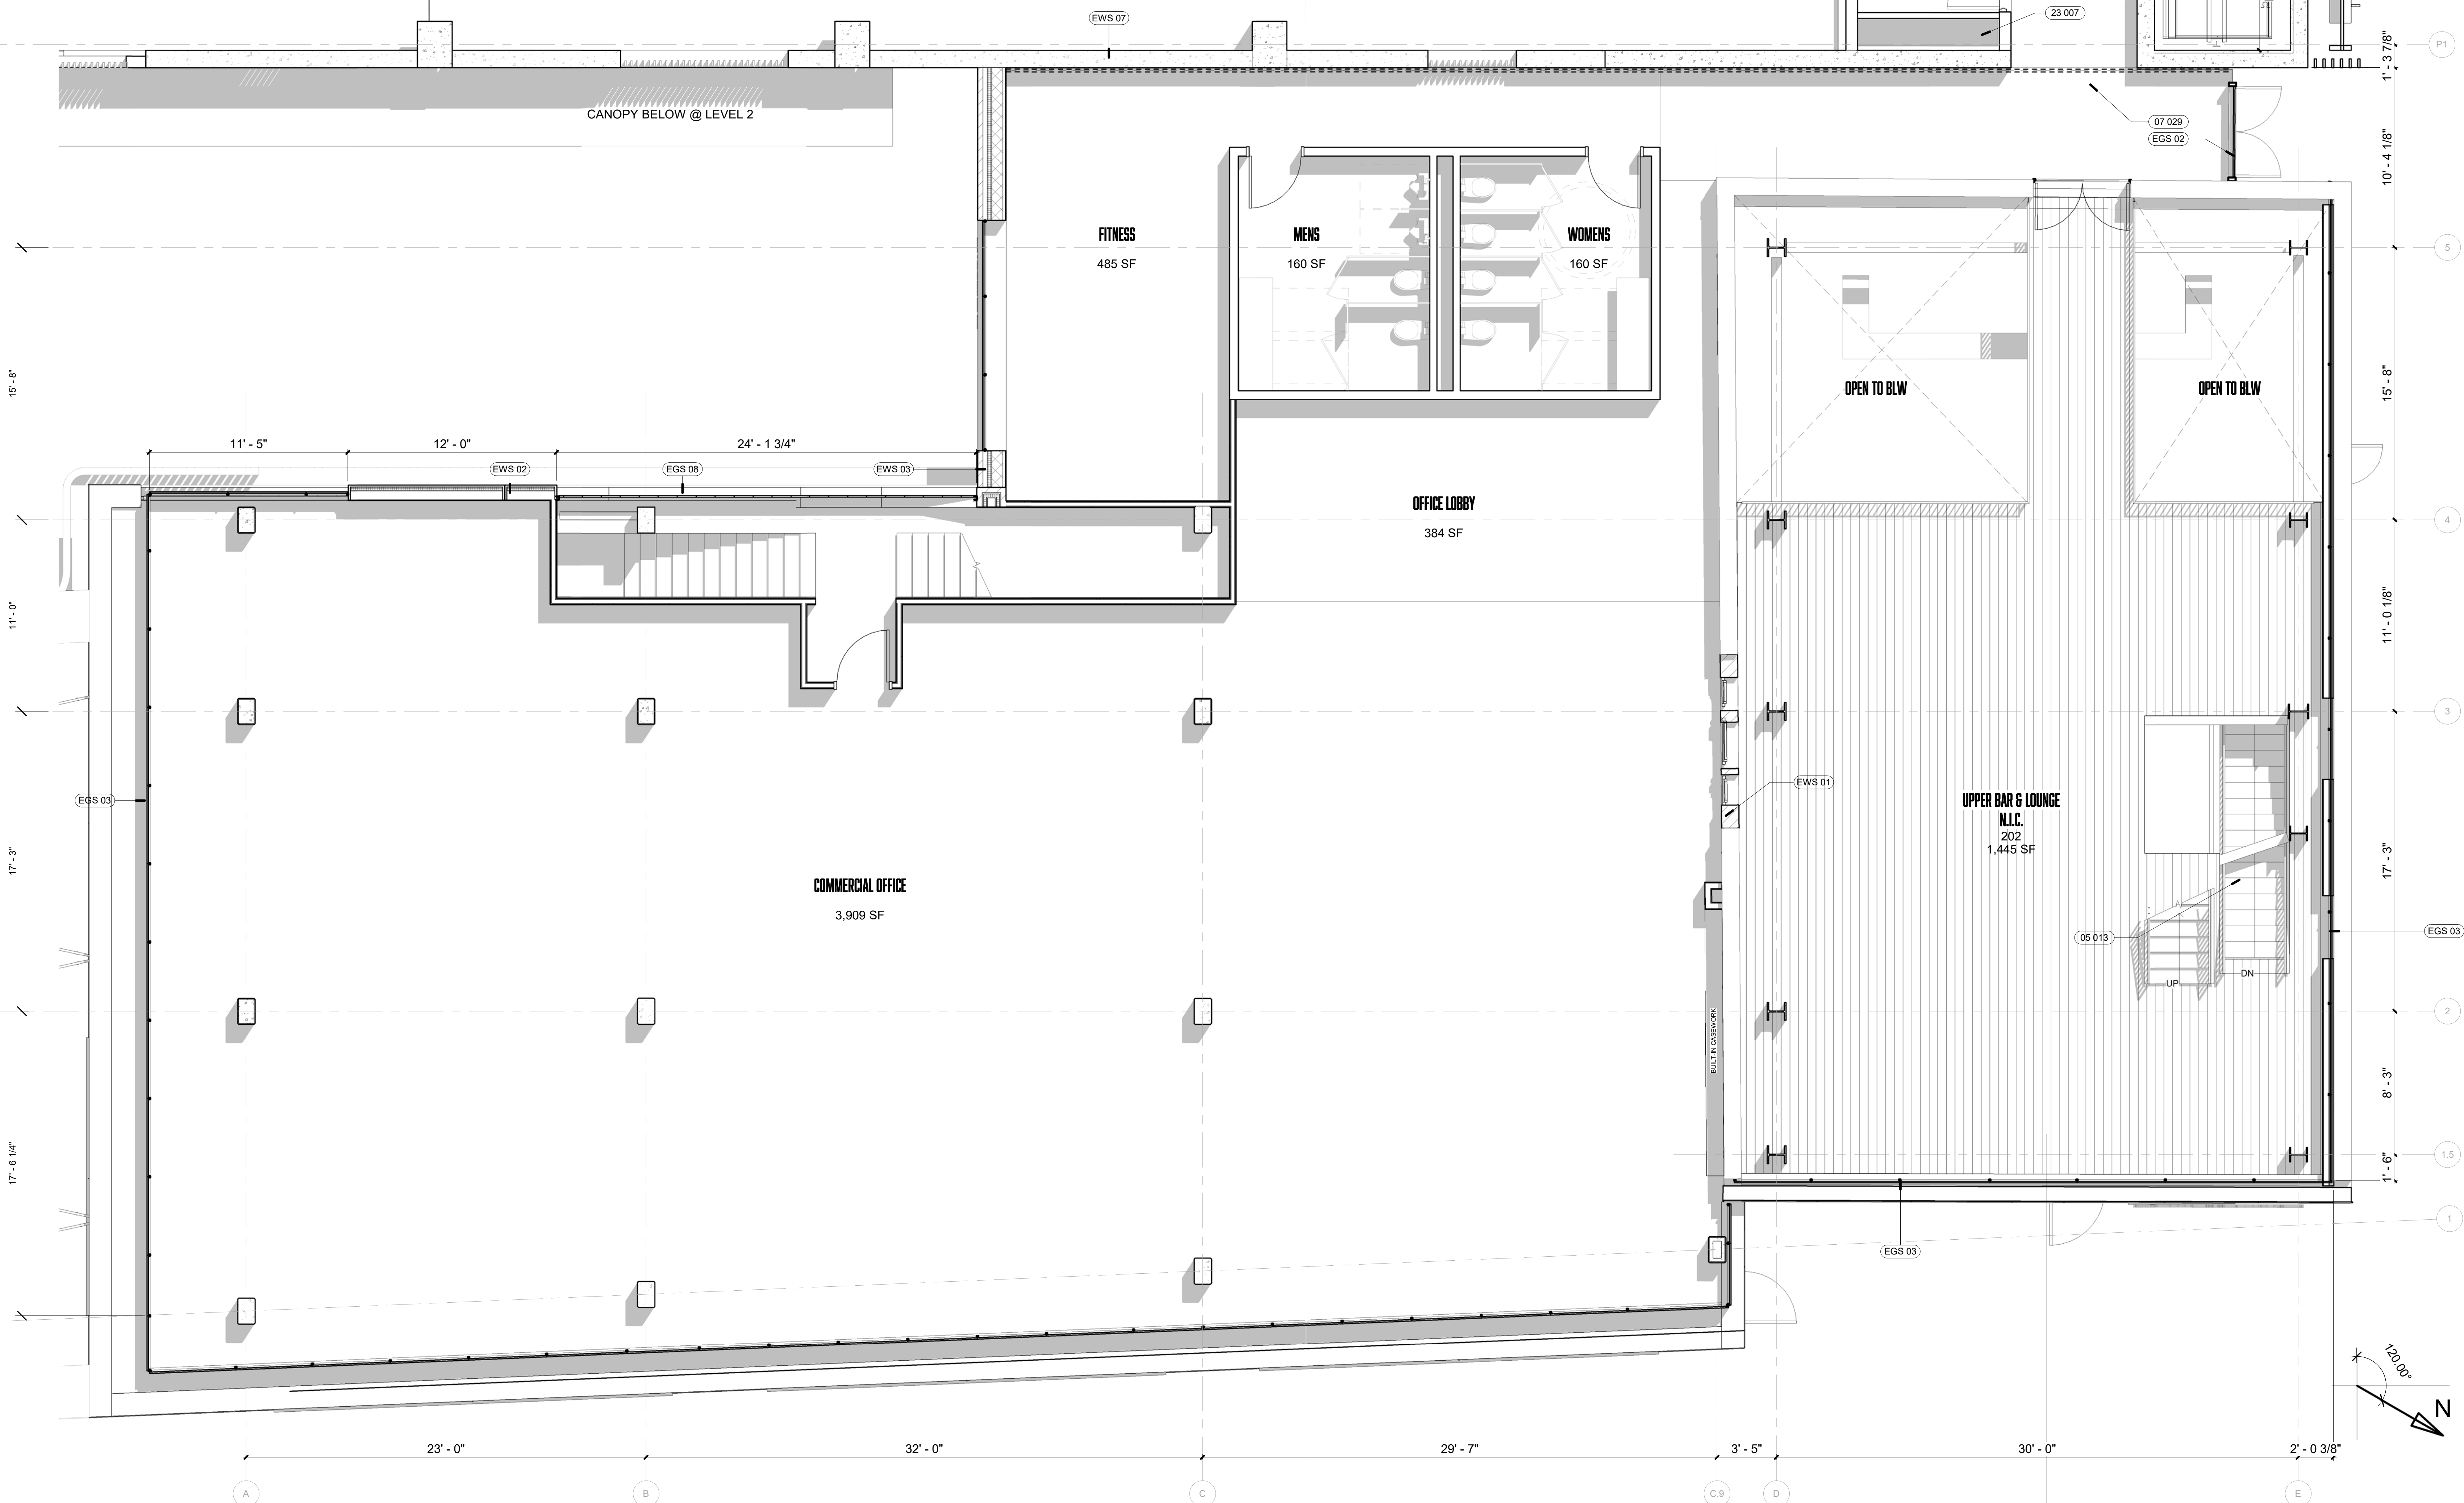 EWS 07
23 007
P1
1' - 3 7/8"
CANOPY BELOW @ LEVEL 2
07 029
EGS 02
10' - 4 1/8"
FITNESS
485 SF
MENS
160 SF
WOMENS
160 SF
5
15' - 8"
15' - 8"
OPEN TO BLW
OPEN TO BLW
11' - 5"
12' - 0"
24' - 1 3/4"
EWS 02
EGS 08
EWS 03
OFFICE LOBBY
384 SF
4
11' - 0"
11' - 0 1/8"
3
EWS 01
EGS 03
UPPER BAR & LOUNGE
N.I.C.
202
1,445 SF
17' - 3"
17' - 3"
COMMERCIAL OFFICE
3,909 SF
05 013
EGS 03
UP
DN
2
BUILT-IN CASEWORK
8' - 3"
17' - 6 1/4"
1' - 6"
1.5
1
EGS 03
120.00°
N
23' - 0"
32' - 0"
29' - 7"
3' - 5"
30' - 0"
2' - 0 3/8"
A
B
C
C.9
D
E